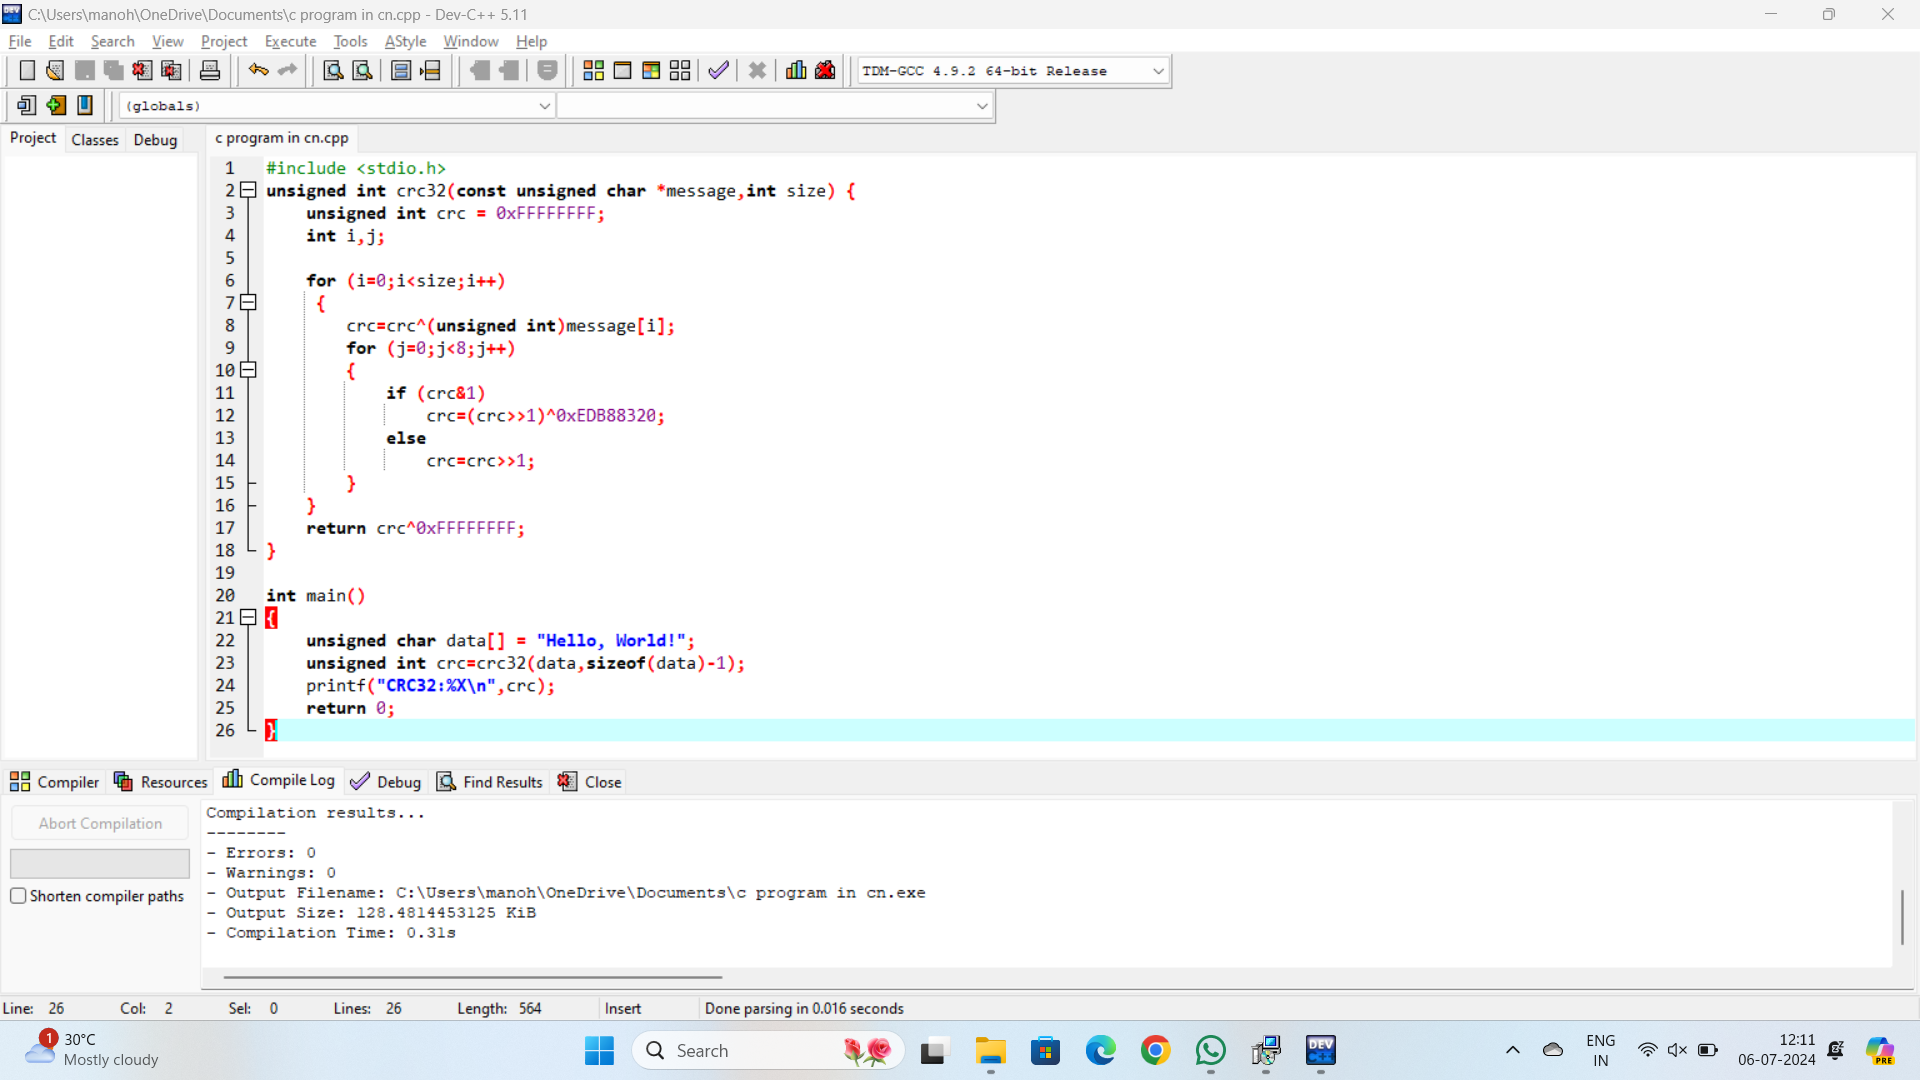 C:\Users\manoh\OneDrive\Documents\c program in cn.cpp - Dev-C++ 5.11
File Edit Search View Project Execute Tools AStyle Window Help
TDM-GCC 4.9.2 64-bit Release
(globals)
Project Classes Debug c program in cn.cpp
1 #include <stdio.h>
2 unsigned int crc32(const unsigned char *message,int size) {
3 unsigned int crc = 0xFFFFFFFF;
4 int i,j;
5
6 for (i=0;i<size;i++)
7 {
8 crc=crc^(unsigned int)message[i];
9 for (j=0;j<8;j++)
10 {
11 if (crc&1)
12 crc=(crc>>1)^0xEDB88320;
13 else
14 crc=crc>>1;
15 }
16 }
17 return crc^0xFFFFFFFF;
18 }
19
20 int main()
21 {
22 unsigned char data[] = "Hello, World!";
23 unsigned int crc=crc32(data,sizeof(data)-1);
24 printf("CRC32:%X\n",crc);
25 return 0;
26 }
Compiler Resources Compile Log Debug Find Results Close
Abort Compilation
Shorten compiler paths
Compilation results...
--------
- Errors: 0
- Warnings: 0
- Output Filename: C:\Users\manoh\OneDrive\Documents\c program in cn.exe
- Output Size: 128.4814453125 KiB
- Compilation Time: 0.31s
Line: 26 Col: 2 Sel: 0 Lines: 26 Length: 564 Insert Done parsing in 0.016 seconds
1
30°C
Mostly cloudy
Search
DEV
ENG
IN
12:11
06-07-2024
PRE